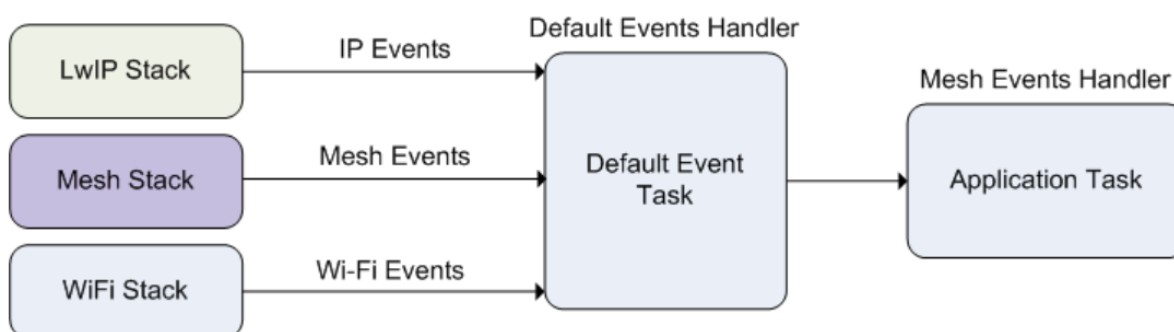 Default Events Handler
LwIP Stack
IP Events
Mesh Events Handler
Mesh Stack
Mesh Events
Default Event
Task
Application Task
WiFi Stack
Wi-Fi Events